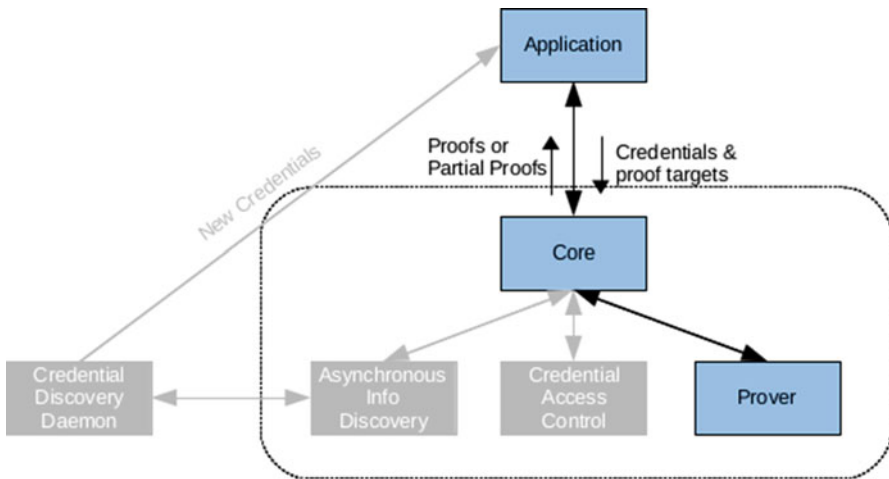 Application
Proofs or
Partial Proofs
Credentials &
proof targets
New Credentials
Core
Credential
Discovery
Daemon
Asynchronous
Info
Discovery
Credential
Access
Control
Prover